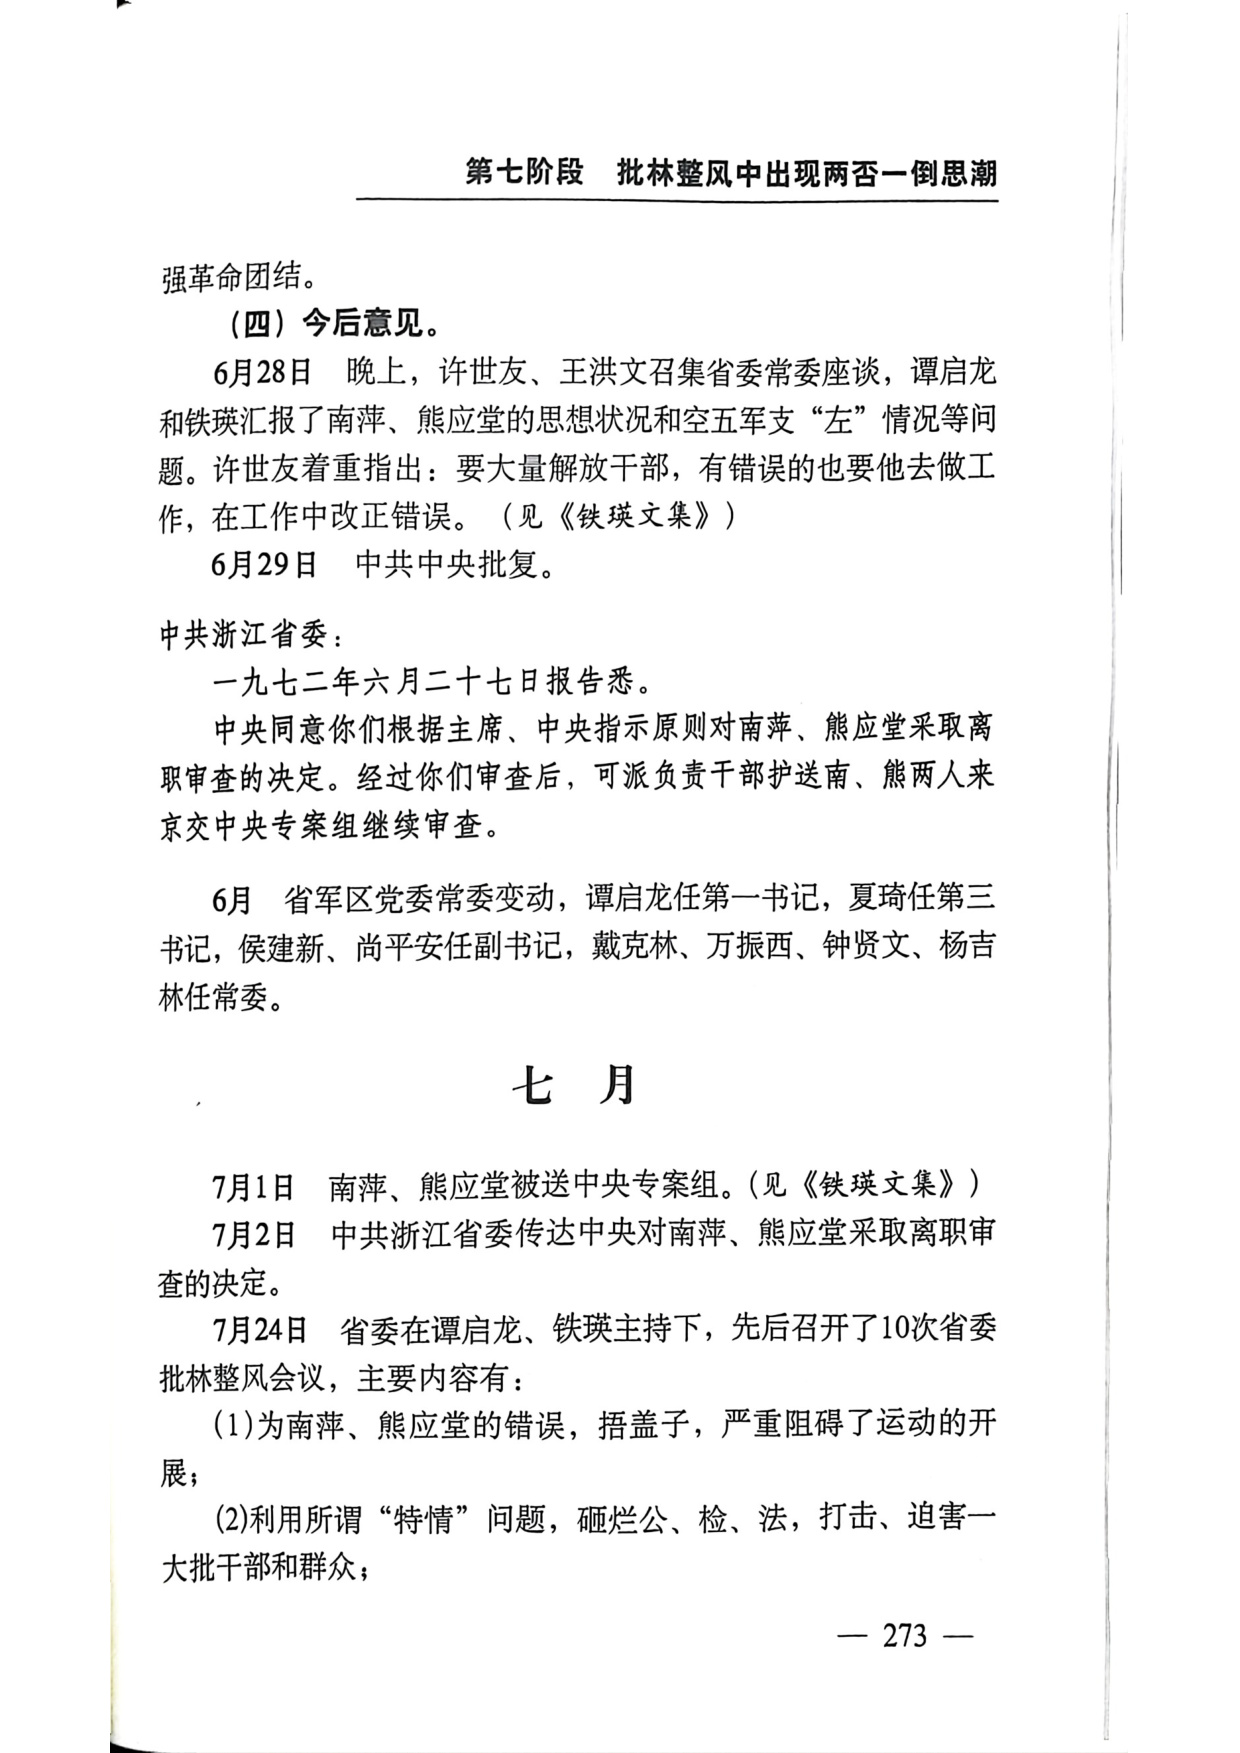 第七阶段　批林整风中出现两否一倒思潮
强革命团结。
（四）今后意见。
6月28日　晚上，许世友、王洪文召集省委常委座谈，谭启龙
和铁瑛汇报了南萍、熊应堂的思想状况和空五军支“左”情况等问
题。许世友着重指出：要大量解放干部，有错误的也要他去做工
作，在工作中改正错误。（见《铁瑛文集》）
6月29日　中共中央批复。
中共浙江省委：
一九七二年六月二十七日报告悉。
中央同意你们根据主席、中央指示原则对南萍、熊应堂采取离
职审查的决定。经过你们审查后，可派负责干部护送南、熊两人来
京交中央专案组继续审查。
6月　省军区党委常委变动，谭启龙任第一书记，夏琦任第三
书记，侯建新、尚平安任副书记，戴克林、万振西、钟贤文、杨吉
林任常委。
七　月
7月1日　南萍、熊应堂被送中央专案组。（见《铁瑛文集》）
7月2日　中共浙江省委传达中央对南萍、熊应堂采取离职审
查的决定。
7月24日　省委在谭启龙、铁瑛主持下，先后召开了10次省委
批林整风会议，主要内容有：
(1)为南萍、熊应堂的错误，捂盖子，严重阻碍了运动的开
展；
(2)利用所谓“特情”问题，砸烂公、检、法，打击、迫害一
大批干部和群众；
— 273 —